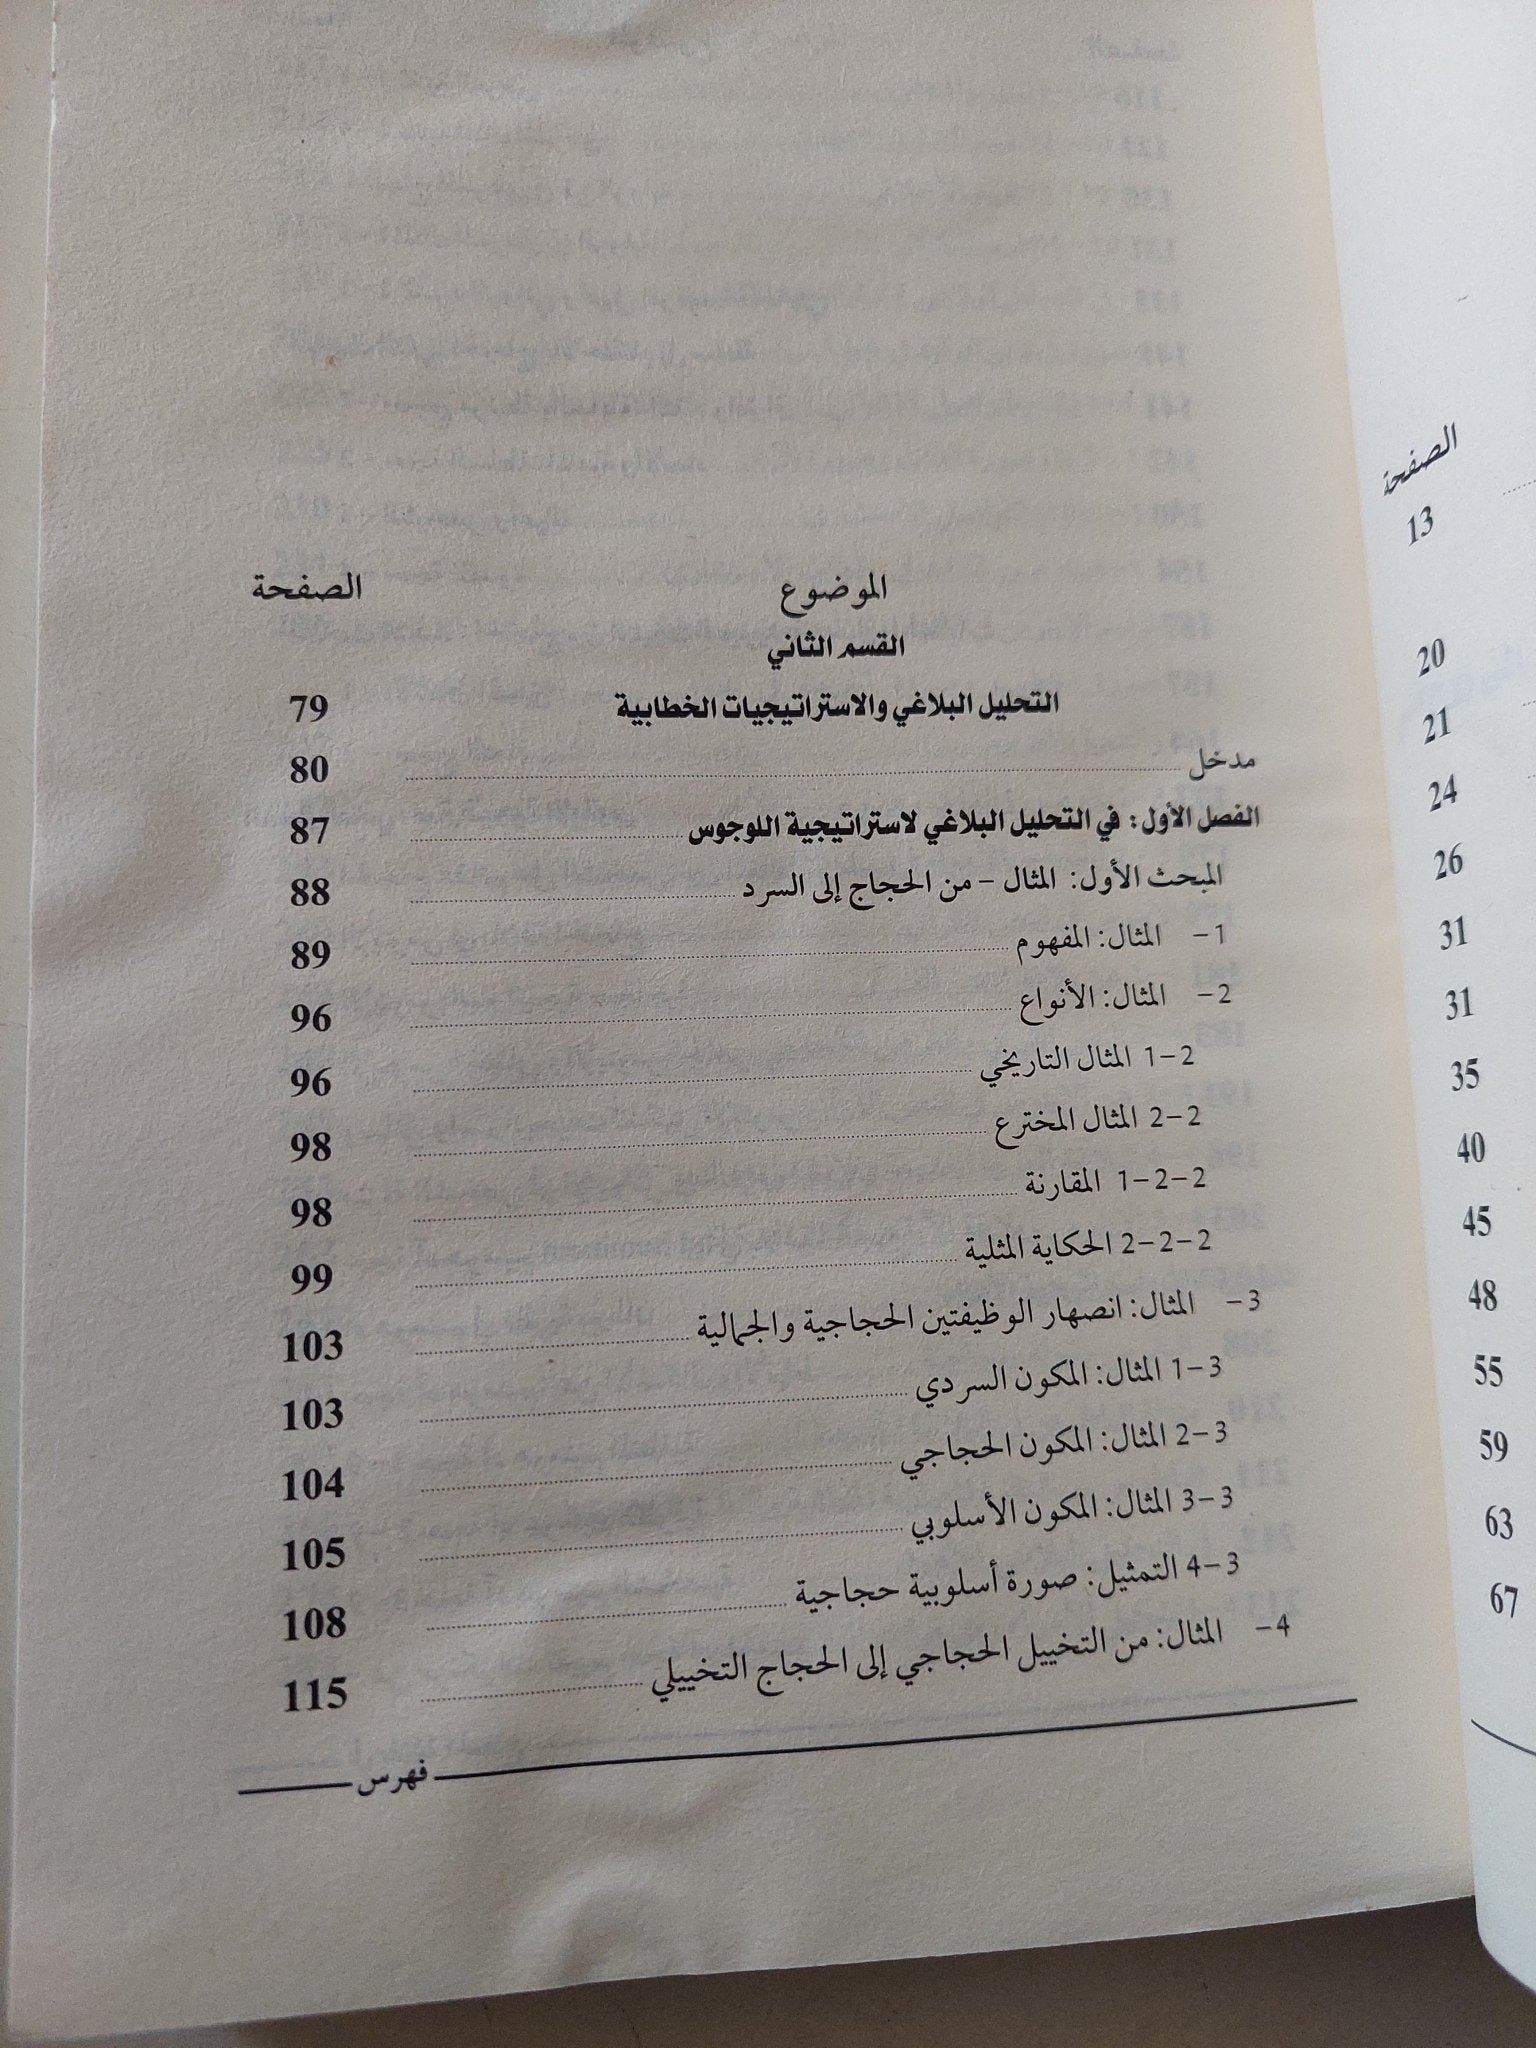 الموضوع الصفحة
القسم الثاني
التحليل البلاغي والاستراتيجيات الخطابية 79
مدخل 80
الفصل الأول: في التحليل البلاغي لاستراتيجية اللوجوس 87
المبحث الأول: المثال – من الحجاج إلى السرد 88
1- المثال: المفهوم 89
2- المثال: الأنواع 96
2-1 المثال التاريخي 96
2-2 المثال المخترع 98
2-2-1 المقارنة 98
2-2-2 الحكاية المثلية 99
3- المثال: انصهار الوظيفتين الحجاجية والجمالية 103
3-1 المثال: المكون السردي 103
3-2 المثال: المكون الحجاجي 104
3-3 المثال: المكون الأسلوبي 105
3-4 التمثيل: صورة أسلوبية حجاجية 108
4- المثال: من التخييل الحجاجي إلى الحجاج التخييلي 115
فهرس
الصفحة
13
20
21
24
26
31
31
35
40
45
48
55
59
63
67